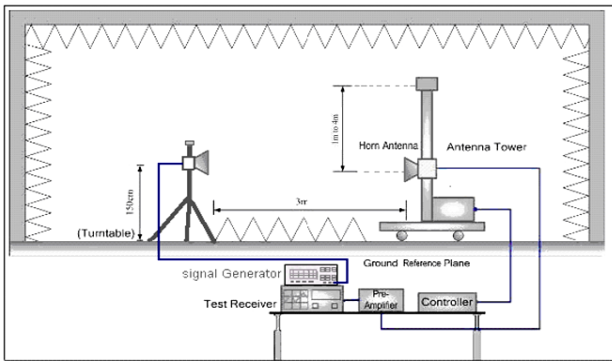 1m to 4m
Horn Antenna
Antenna Tower
150cm
3m
(Turntable)
Ground Reference Plane
signal Generator
Test Receiver
Pre-
Amplifier
Controller